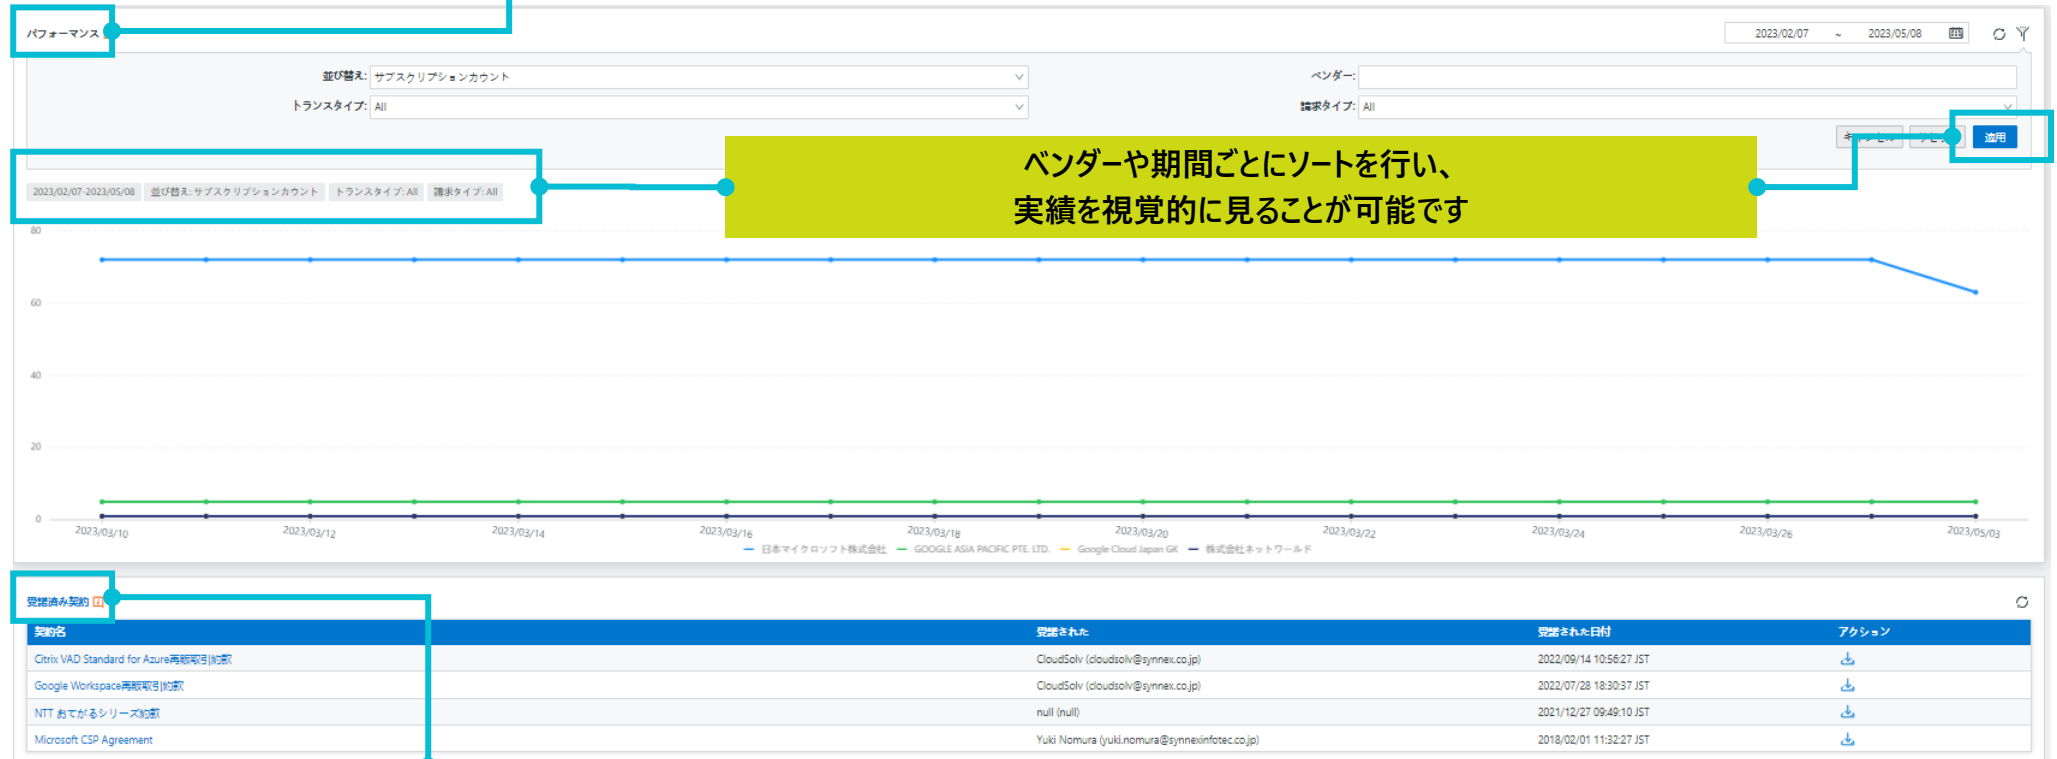 パフォーマンス
2023/02/07 ~ 2023/05/08
並び替え: サブスクリプションカウント
ベンダー:
トランスタイプ: All
請求タイプ: All
適用
ベンダーや期間ごとにソートを行い、
実績を視覚的に見ることが可能です
2023/02/07-2023/05/08 並び替え: サブスクリプションカウント トランスタイプ: All 請求タイプ: All
80
60
40
20
0
2023/03/10 2023/03/12 2023/03/14 2023/03/16 2023/03/18 2023/03/20 2023/03/22 2023/03/24 2023/03/26 2023/05/03
日本マイクロソフト株式会社 GOOGLE ASIA PACIFIC PTE. LTD. Google Cloud Japan GK 株式会社ネットワールド
受諾済み契約
契約名 受諾された 受諾された日付 アクション
Citrix VAD Standard for Azure再販取引約款 CloudSolv (cloudsolv@synnex.co.jp) 2022/09/14 10:56:27 JST
Google Workspace再販取引約款 CloudSolv (cloudsolv@synnex.co.jp) 2022/07/28 18:30:37 JST
NTT おてがるシリーズ約款 null (null) 2021/12/27 09:49:10 JST
Microsoft CSP Agreement Yuki Nomura (yuki.nomura@synnexinfotec.co.jp) 2018/02/01 11:32:27 JST